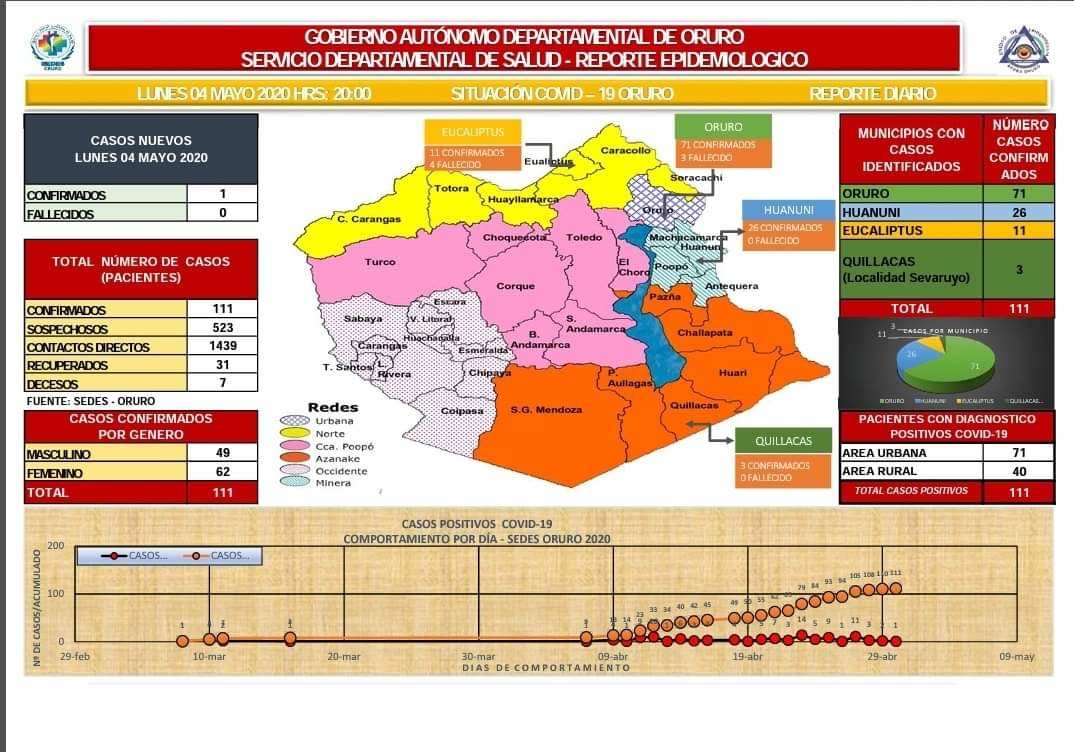 GOBIERNO AUTÓNOMO DEPARTAMENTAL DE ORURO
SERVICIO DEPARTAMENTAL DE SALUD - REPORTE EPIDEMIOLOGICO
LUNES 04 MAYO 2020 HRS: 20:00 SITUACIÓN COVID – 19 ORURO REPORTE DIARIO
CASOS NUEVOS
LUNES 04 MAYO 2020
CONFIRMADOS 1
FALLECIDOS 0
TOTAL NÚMERO DE CASOS
(PACIENTES)
CONFIRMADOS 111
SOSPECHOSOS 523
CONTACTOS DIRECTOS 1439
RECUPERADOS 31
DECESOS 7
FUENTE: SEDES - ORURO
CASOS CONFIRMADOS
POR GENERO
MASCULINO 49
FEMENINO 62
TOTAL 111
EUCALIPTUS
11 CONFIRMADOS
4 FALLECIDO
ORURO
71 CONFIRMADOS
3 FALLECIDO
HUANUNI
26 CONFIRMADOS
0 FALLECIDO
QUILLACAS
3 CONFIRMADOS
0 FALLECIDO
Caracollo
Eualiptus
Soracachi
Totora
Huayllamarca
Oruro
C. Carangas
Choquecota
Toledo
Machacamarca
Huanuni
Turco
El
Choro
Poopó
Corque
Antequera
Pazña
Escara
Sabaya
V. Litoral
S.
Andamarca
Challapata
Huachacalla
B.
Andamarca
Carangas
Esmeralda
T. Santos
L.
Rivera
Chipaya
P.
Aullagas
Huari
Coipasa
S.G. Mendoza
Quillacas
Redes
Urbana
Norte
Cca. Poopó
Azanake
Occidente
Minera
MUNICIPIOS CON
CASOS
IDENTIFICADOS
NÚMERO
CASOS
CONFIRM
ADOS
ORURO 71
HUANUNI 26
EUCALIPTUS 11
QUILLACAS
(Localidad Sevaruyo) 3
TOTAL 111
CASOS POR MUNICIPIO
3
11
26
71
ORURO HUANUNI EUCALIPTUS QUILLACAS...
PACIENTES CON DIAGNOSTICO
POSITIVOS COVID-19
AREA URBANA 71
AREA RURAL 40
TOTAL CASOS POSITIVOS 111
CASOS POSITIVOS COVID-19
COMPORTAMIENTO POR DÍA - SEDES ORURO 2020
Nº DE CASOS/ACUMULADO
200
100
0
CASOS... CASOS...
23 33 34 40 42 45 49 55 79 84 93 94 105 108 111
5 7 3 14 5 9 1 11 3 1
29-feb 10-mar 20-mar 30-mar 09-abr 19-abr 29-abr 09-may
DIAS DE COMPORTAMIENTO